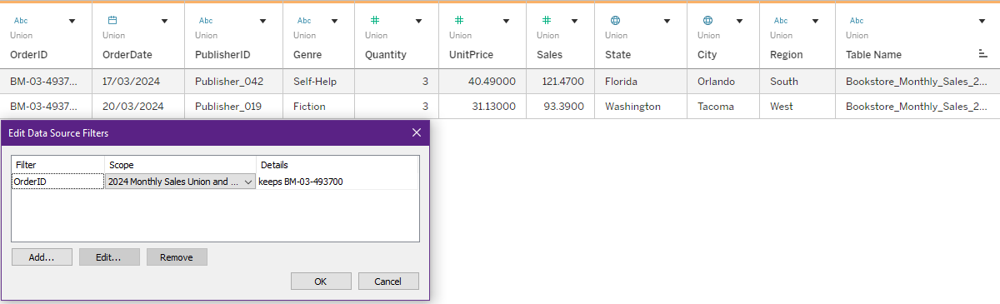 Abc Abc Abc # # # Abc Abc
Union Union Union Union Union Union Union Union Union Union Union
OrderID OrderDate PublisherID Genre Quantity UnitPrice Sales State City Region Table Name
BM-03-4937... 17/03/2024 Publisher_042 Self-Help 3 40.49000 121.4700 Florida Orlando South Bookstore_Monthly_Sales_2...
BM-03-4937... 20/03/2024 Publisher_019 Fiction 3 31.13000 93.3900 Washington Tacoma West Bookstore_Monthly_Sales_2...
Edit Data Source Filters
Filter Scope Details
OrderID 2024 Monthly Sales Union and ... keeps BM-03-493700
Add... Edit... Remove
OK Cancel